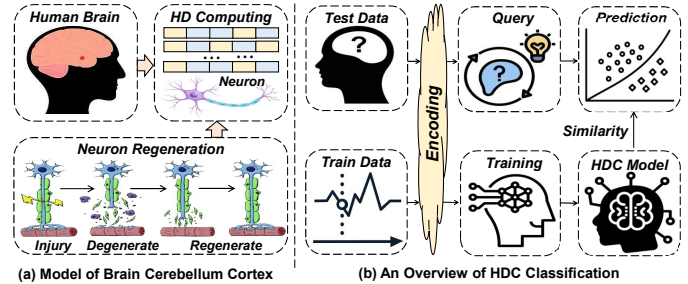 Human Brain
HD Computing
... ...
Neuron
Neuron Regeneration
Injury
Degenerate
Regenerate
(a) Model of Brain Cerebellum Cortex
Test Data
?
Encoding
Query
?
Prediction
Similarity
Train Data
Training
HDC Model
(b) An Overview of HDC Classification